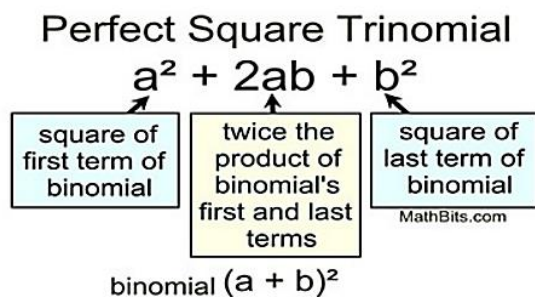 Perfect Square Trinomial
a² + 2ab + b²
square of
first term of
binomial
twice the
product of
binomial's
first and last
terms
square of
last term of
binomial
MathBits.com
binomial (a + b)²